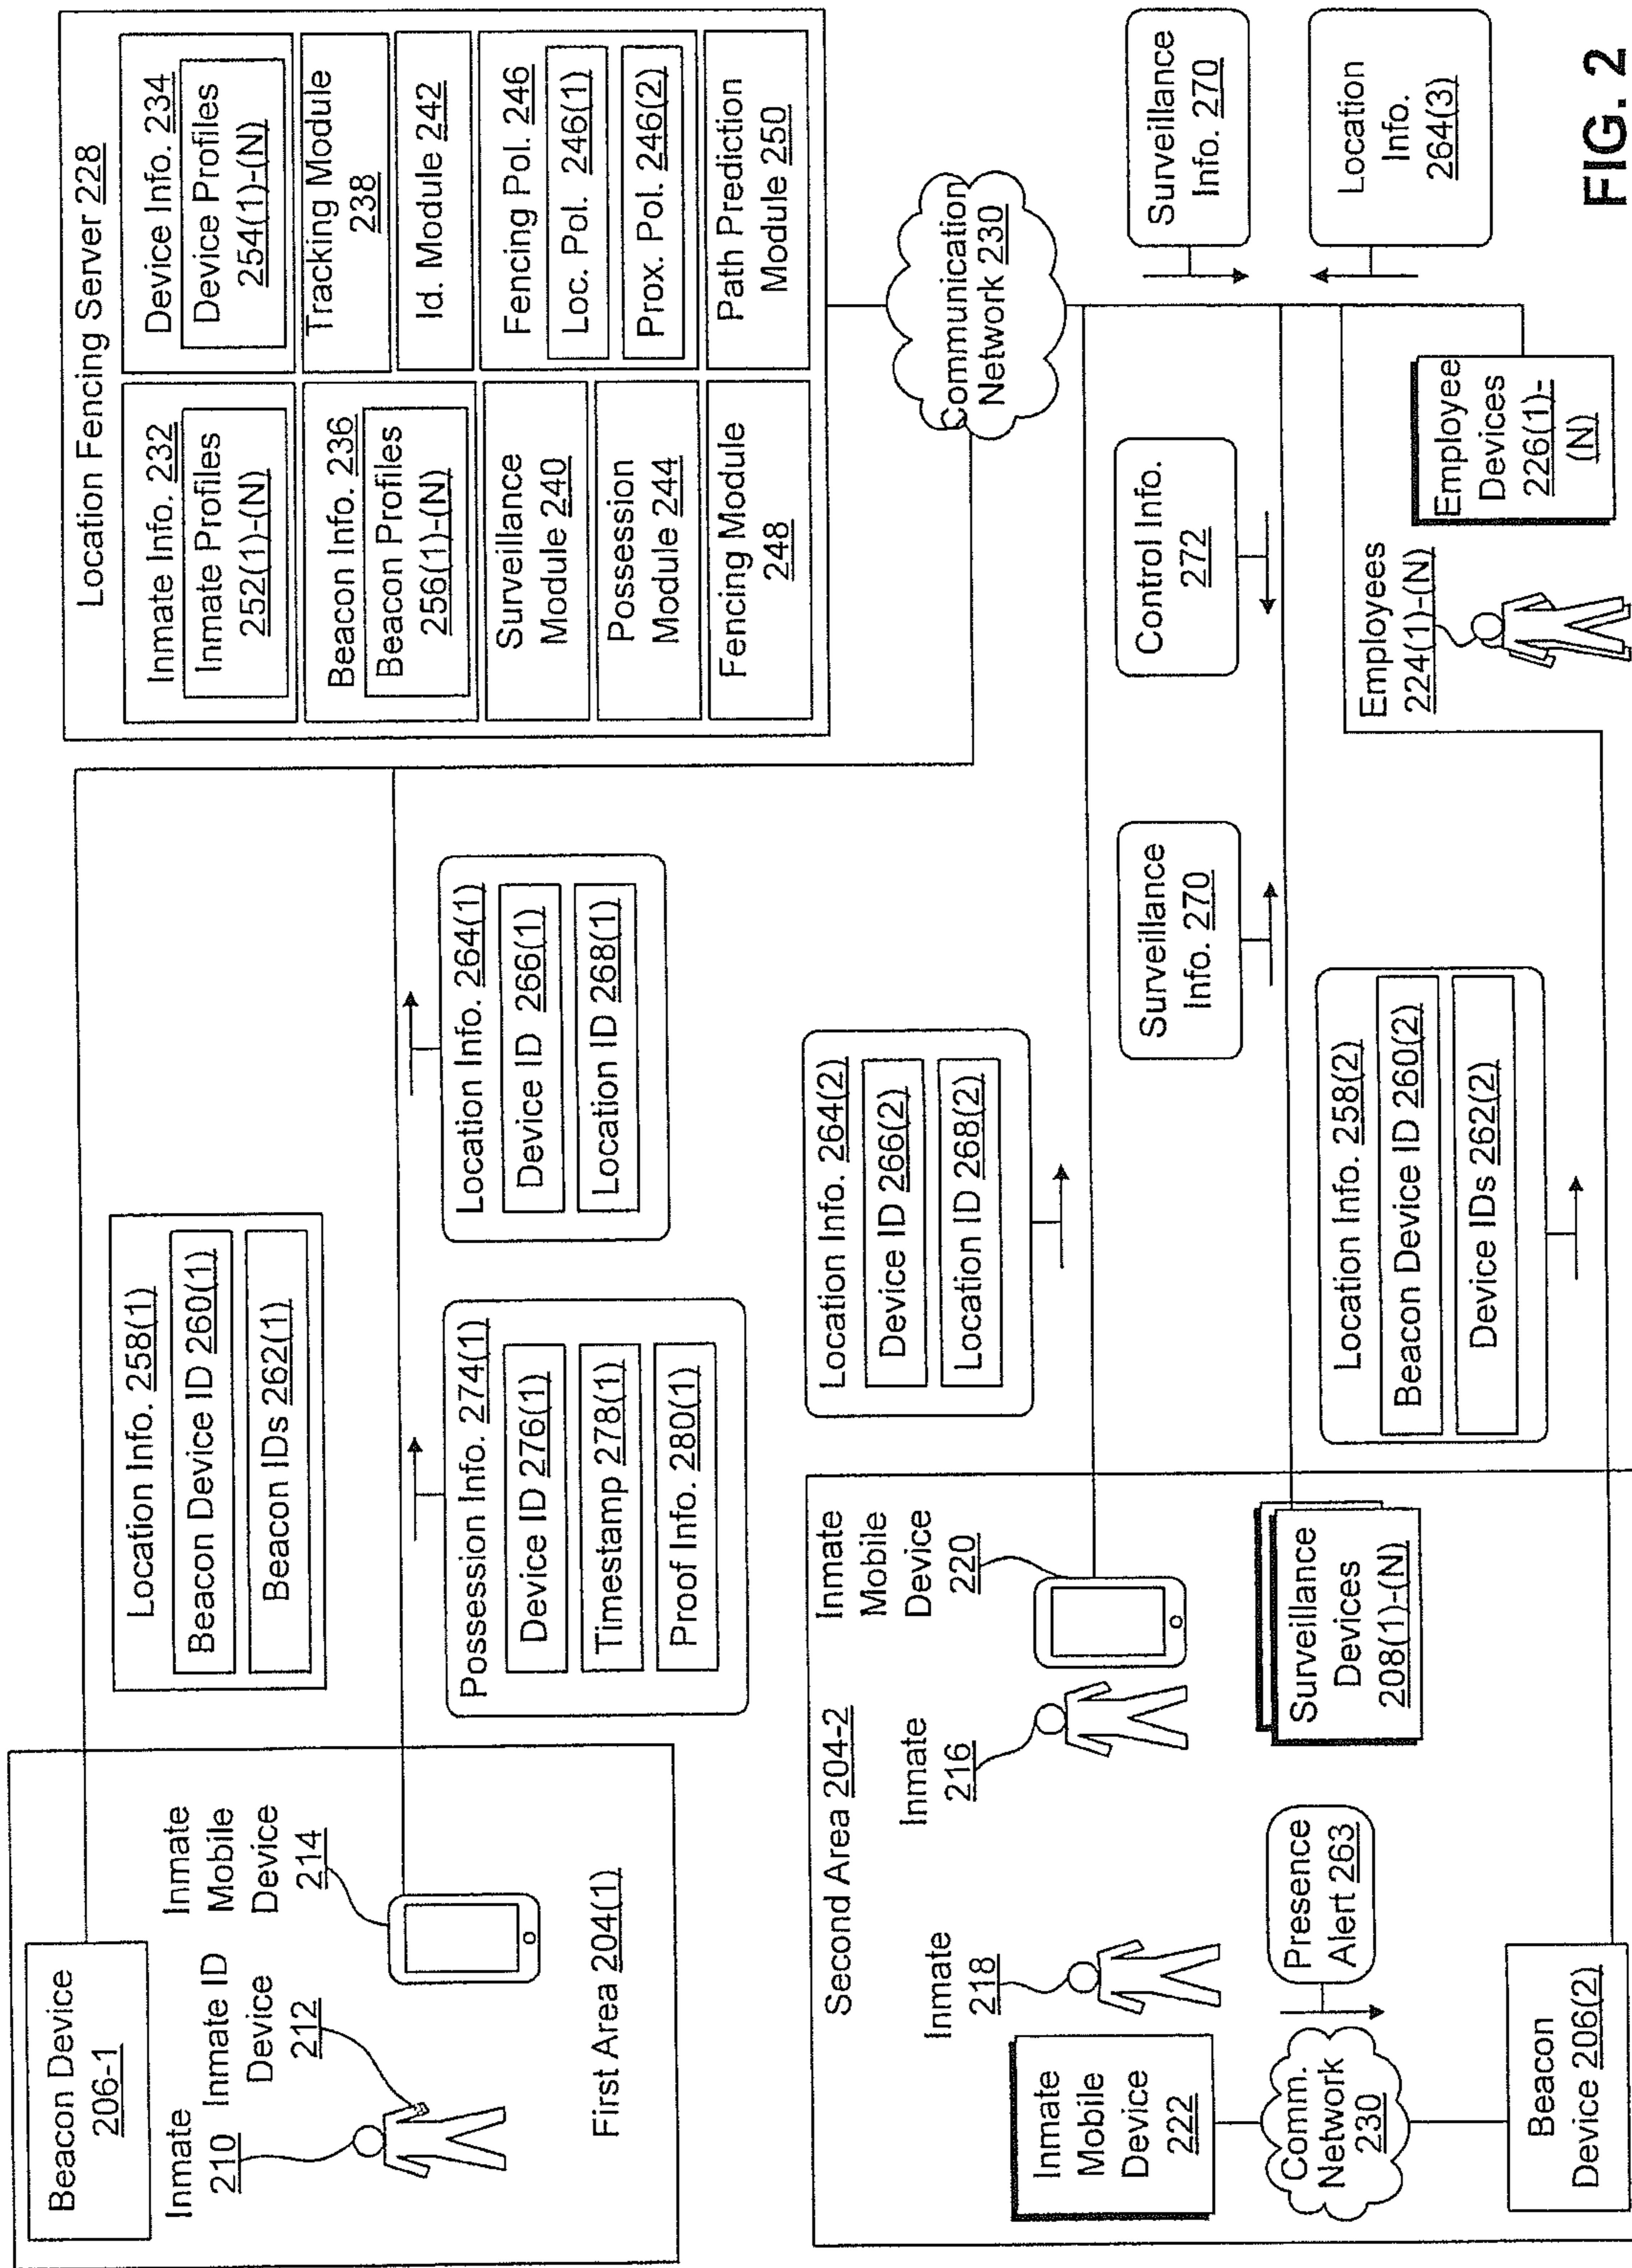 Beacon Device
206-1
Inmate
210
Inmate ID
Device
212
Inmate
Mobile
Device
214
First Area 204(1)
Location Info. 258(1)
Beacon Device ID 260(1)
Beacon IDs 262(1)
Possession Info. 274(1)
Device ID 276(1)
Timestamp 278(1)
Proof Info. 280(1)
Location Info. 264(1)
Device ID 266(1)
Location ID 268(1)
Location Fencing Server 228
Inmate Info. 232
Inmate Profiles
252(1)-(N)
Device Info. 234
Device Profiles
254(1)-(N)
Beacon Info. 236
Beacon Profiles
256(1)-(N)
Tracking Module
238
Id. Module 242
Surveillance
Module 240
Fencing Pol. 246
Loc. Pol. 246(1)
Prox. Pol. 246(2)
Possession
Module 244
Fencing Module
248
Path Prediction
Module 250
Communication
Network 230
Second Area 204-2
Inmate
218
Inmate
216
Inmate
Mobile
Device
220
Inmate
Mobile
Device
222
Comm.
Network
230
Presence
Alert 263
Surveillance
Devices
208(1)-(N)
Beacon
Device 206(2)
Location Info. 264(2)
Device ID 266(2)
Location ID 268(2)
Surveillance
Info. 270
Control Info.
272
Location Info. 258(2)
Beacon Device ID 260(2)
Device IDs 262(2)
Employees
224(1)-(N)
Employee
Devices
226(1)-
(N)
Surveillance
Info. 270
Location
Info.
264(3)
FIG. 2